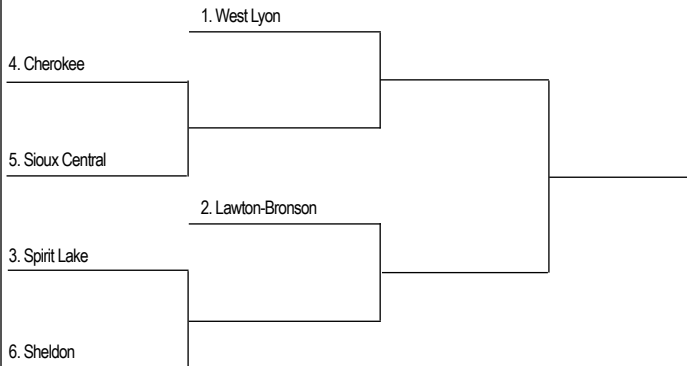 1. West Lyon
4. Cherokee
5. Sioux Central
2. Lawton-Bronson
3. Spirit Lake
6. Sheldon